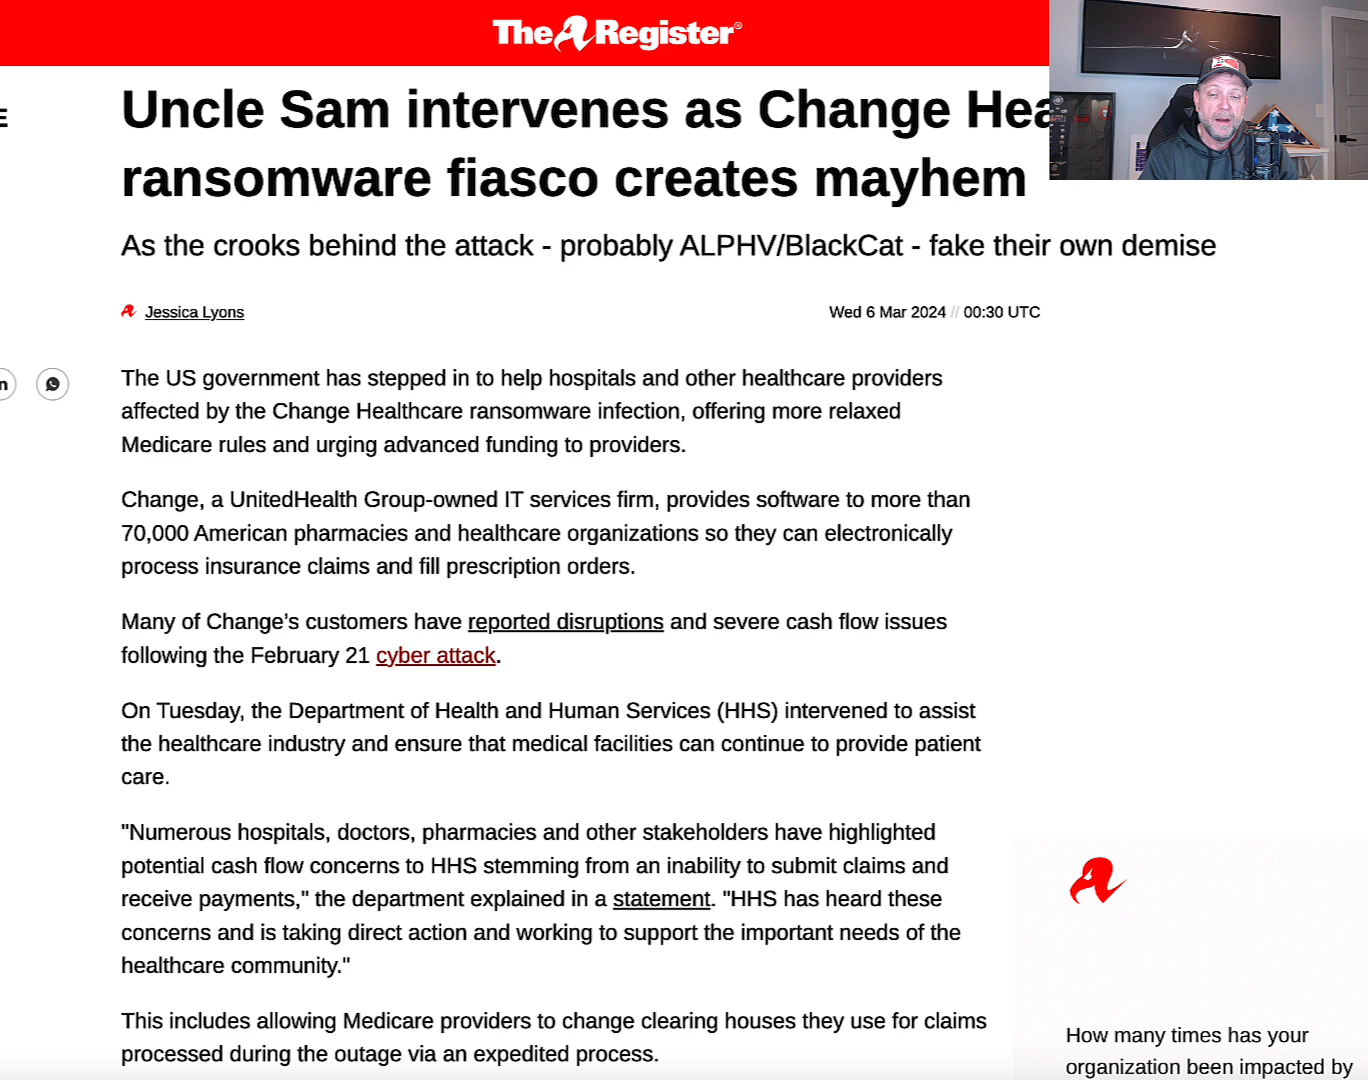 The Register®
Uncle Sam intervenes as Change Hea
ransomware fiasco creates mayhem
As the crooks behind the attack - probably ALPHV/BlackCat - fake their own demise
Jessica Lyons
Wed 6 Mar 2024 // 00:30 UTC
The US government has stepped in to help hospitals and other healthcare providers
affected by the Change Healthcare ransomware infection, offering more relaxed
Medicare rules and urging advanced funding to providers.
Change, a UnitedHealth Group-owned IT services firm, provides software to more than
70,000 American pharmacies and healthcare organizations so they can electronically
process insurance claims and fill prescription orders.
Many of Change’s customers have reported disruptions and severe cash flow issues
following the February 21 cyber attack.
On Tuesday, the Department of Health and Human Services (HHS) intervened to assist
the healthcare industry and ensure that medical facilities can continue to provide patient
care.
"Numerous hospitals, doctors, pharmacies and other stakeholders have highlighted
potential cash flow concerns to HHS stemming from an inability to submit claims and
receive payments," the department explained in a statement. "HHS has heard these
concerns and is taking direct action and working to support the important needs of the
healthcare community."
This includes allowing Medicare providers to change clearing houses they use for claims
processed during the outage via an expedited process.
How many times has your
organization been impacted by